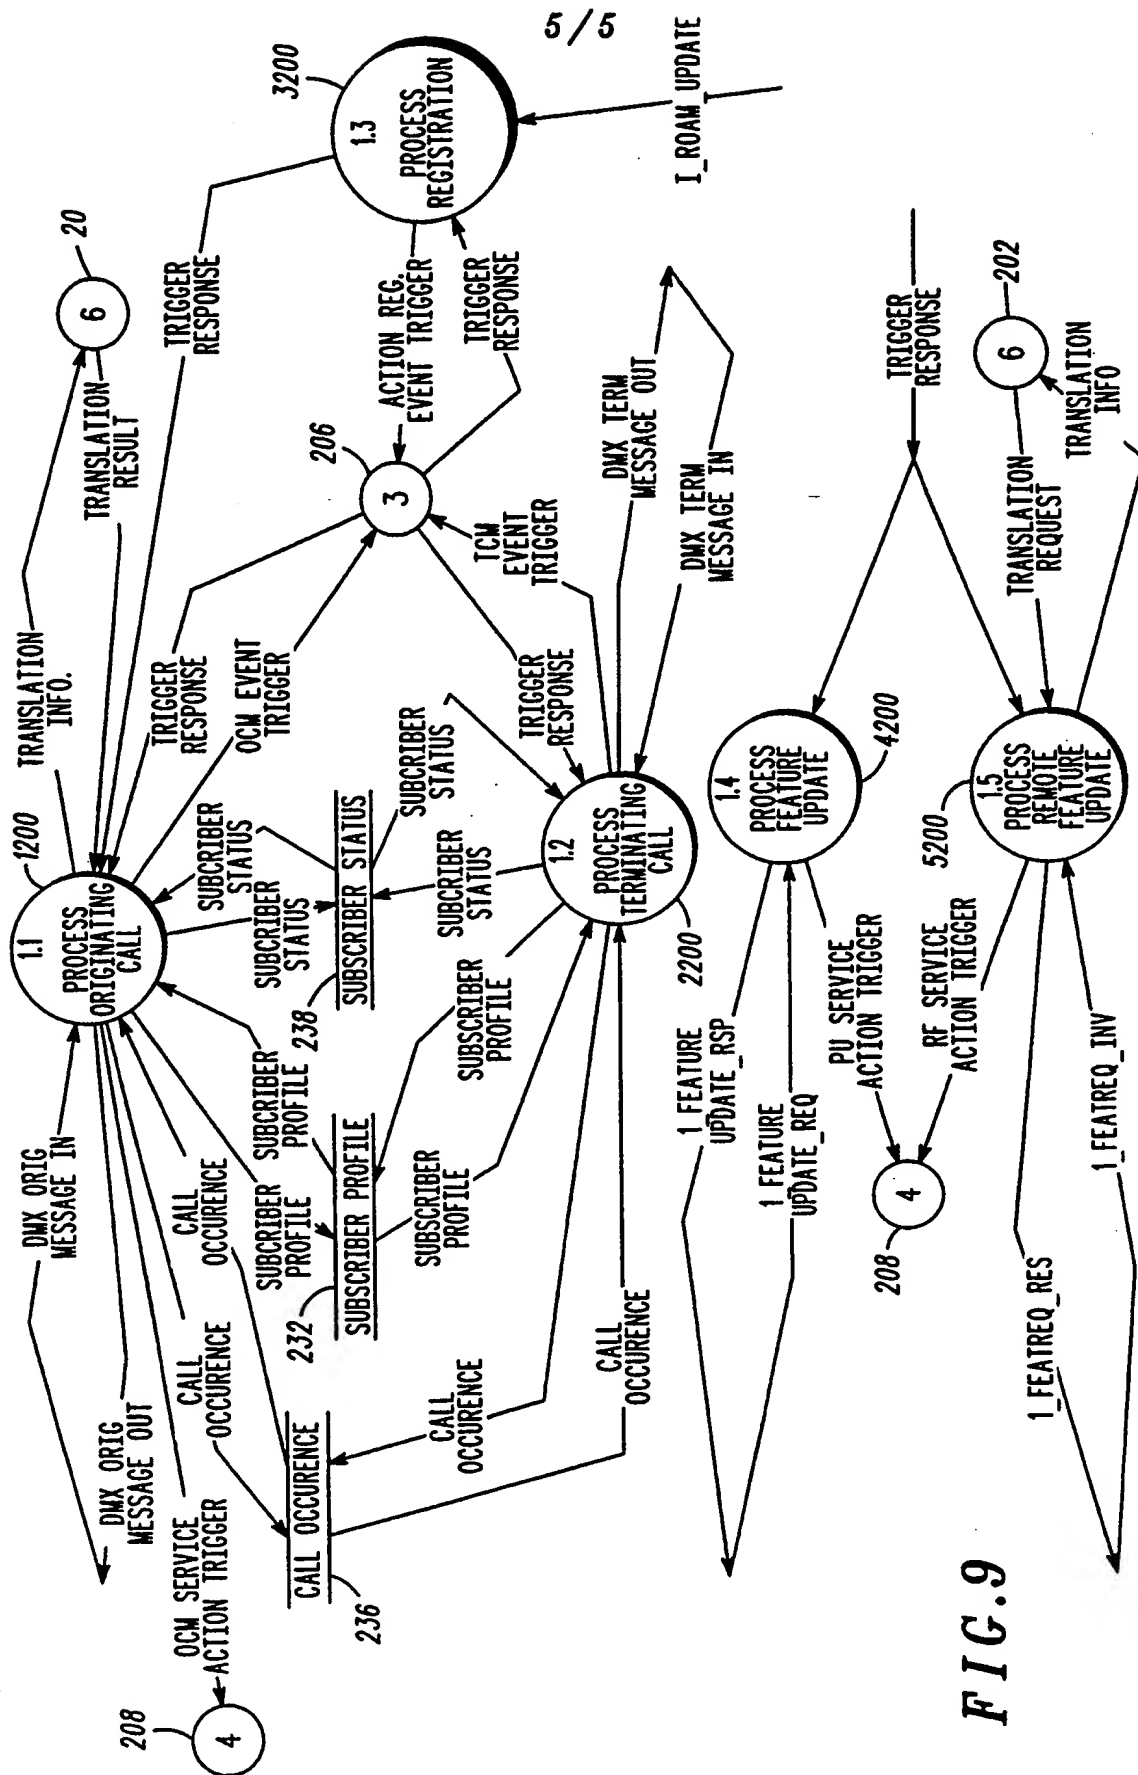 5/5
208
4
OCM SERVICE
ACTION TRIGGER
DMX ORIG
MESSAGE OUT
DMX ORIG
MESSAGE IN
1.1
PROCESS
ORIGINATING
CALL
1200
TRANSLATION
INFO.
TRANSLATION
RESULT
6
20
TRIGGER
RESPONSE
3200
1.3
PROCESS
REGISTRATION
I_ROAM_UPDATE
CALL
OCCURENCE
CALL
OCCURENCE
SUBCRIBER
PROFILE
SUBCRIBER
PROFILE
SUBCRIBER
STATUS
SUBCRIBER
STATUS
TRIGGER
RESPONSE
OCM EVENT
TRIGGER
206
3
ACTION REG.
EVENT TRIGGER
TRIGGER
RESPONSE
CALL OCCURENCE
236
232
SUBSCRIBER PROFILE
238
SUBSCRIBER STATUS
SUBCRIBER
STATUS
SUBCRIBER
STATUS
TRIGGER
RESPONSE
TCM
EVENT
TRIGGER
CALL
OCCURENCE
CALL
OCCURENCE
SUBSCRIBER
PROFILE
SUBSCRIBER
PROFILE
1.2
PROCESS
TERMINATING
CALL
2200
DMX TERM
MESSAGE OUT
DMX TERM
MESSAGE IN
1 FEATURE
UPDATE_RSP
1 FEATURE
UPDATE_REQ
1.4
PROCESS
FEATURE
UPDATE
4200
TRIGGER
RESPONSE
PU SERVICE
ACTION TRIGGER
208
4
RF SERVICE
ACTION TRIGGER
5200
1.5
PROCESS
REMOTE
FEATURE
UPDATE
TRANSLATION
REQUEST
6
202
TRANSLATION
INFO
1_FEATREQ_RES
1_FEATREQ_INV
FIG.9